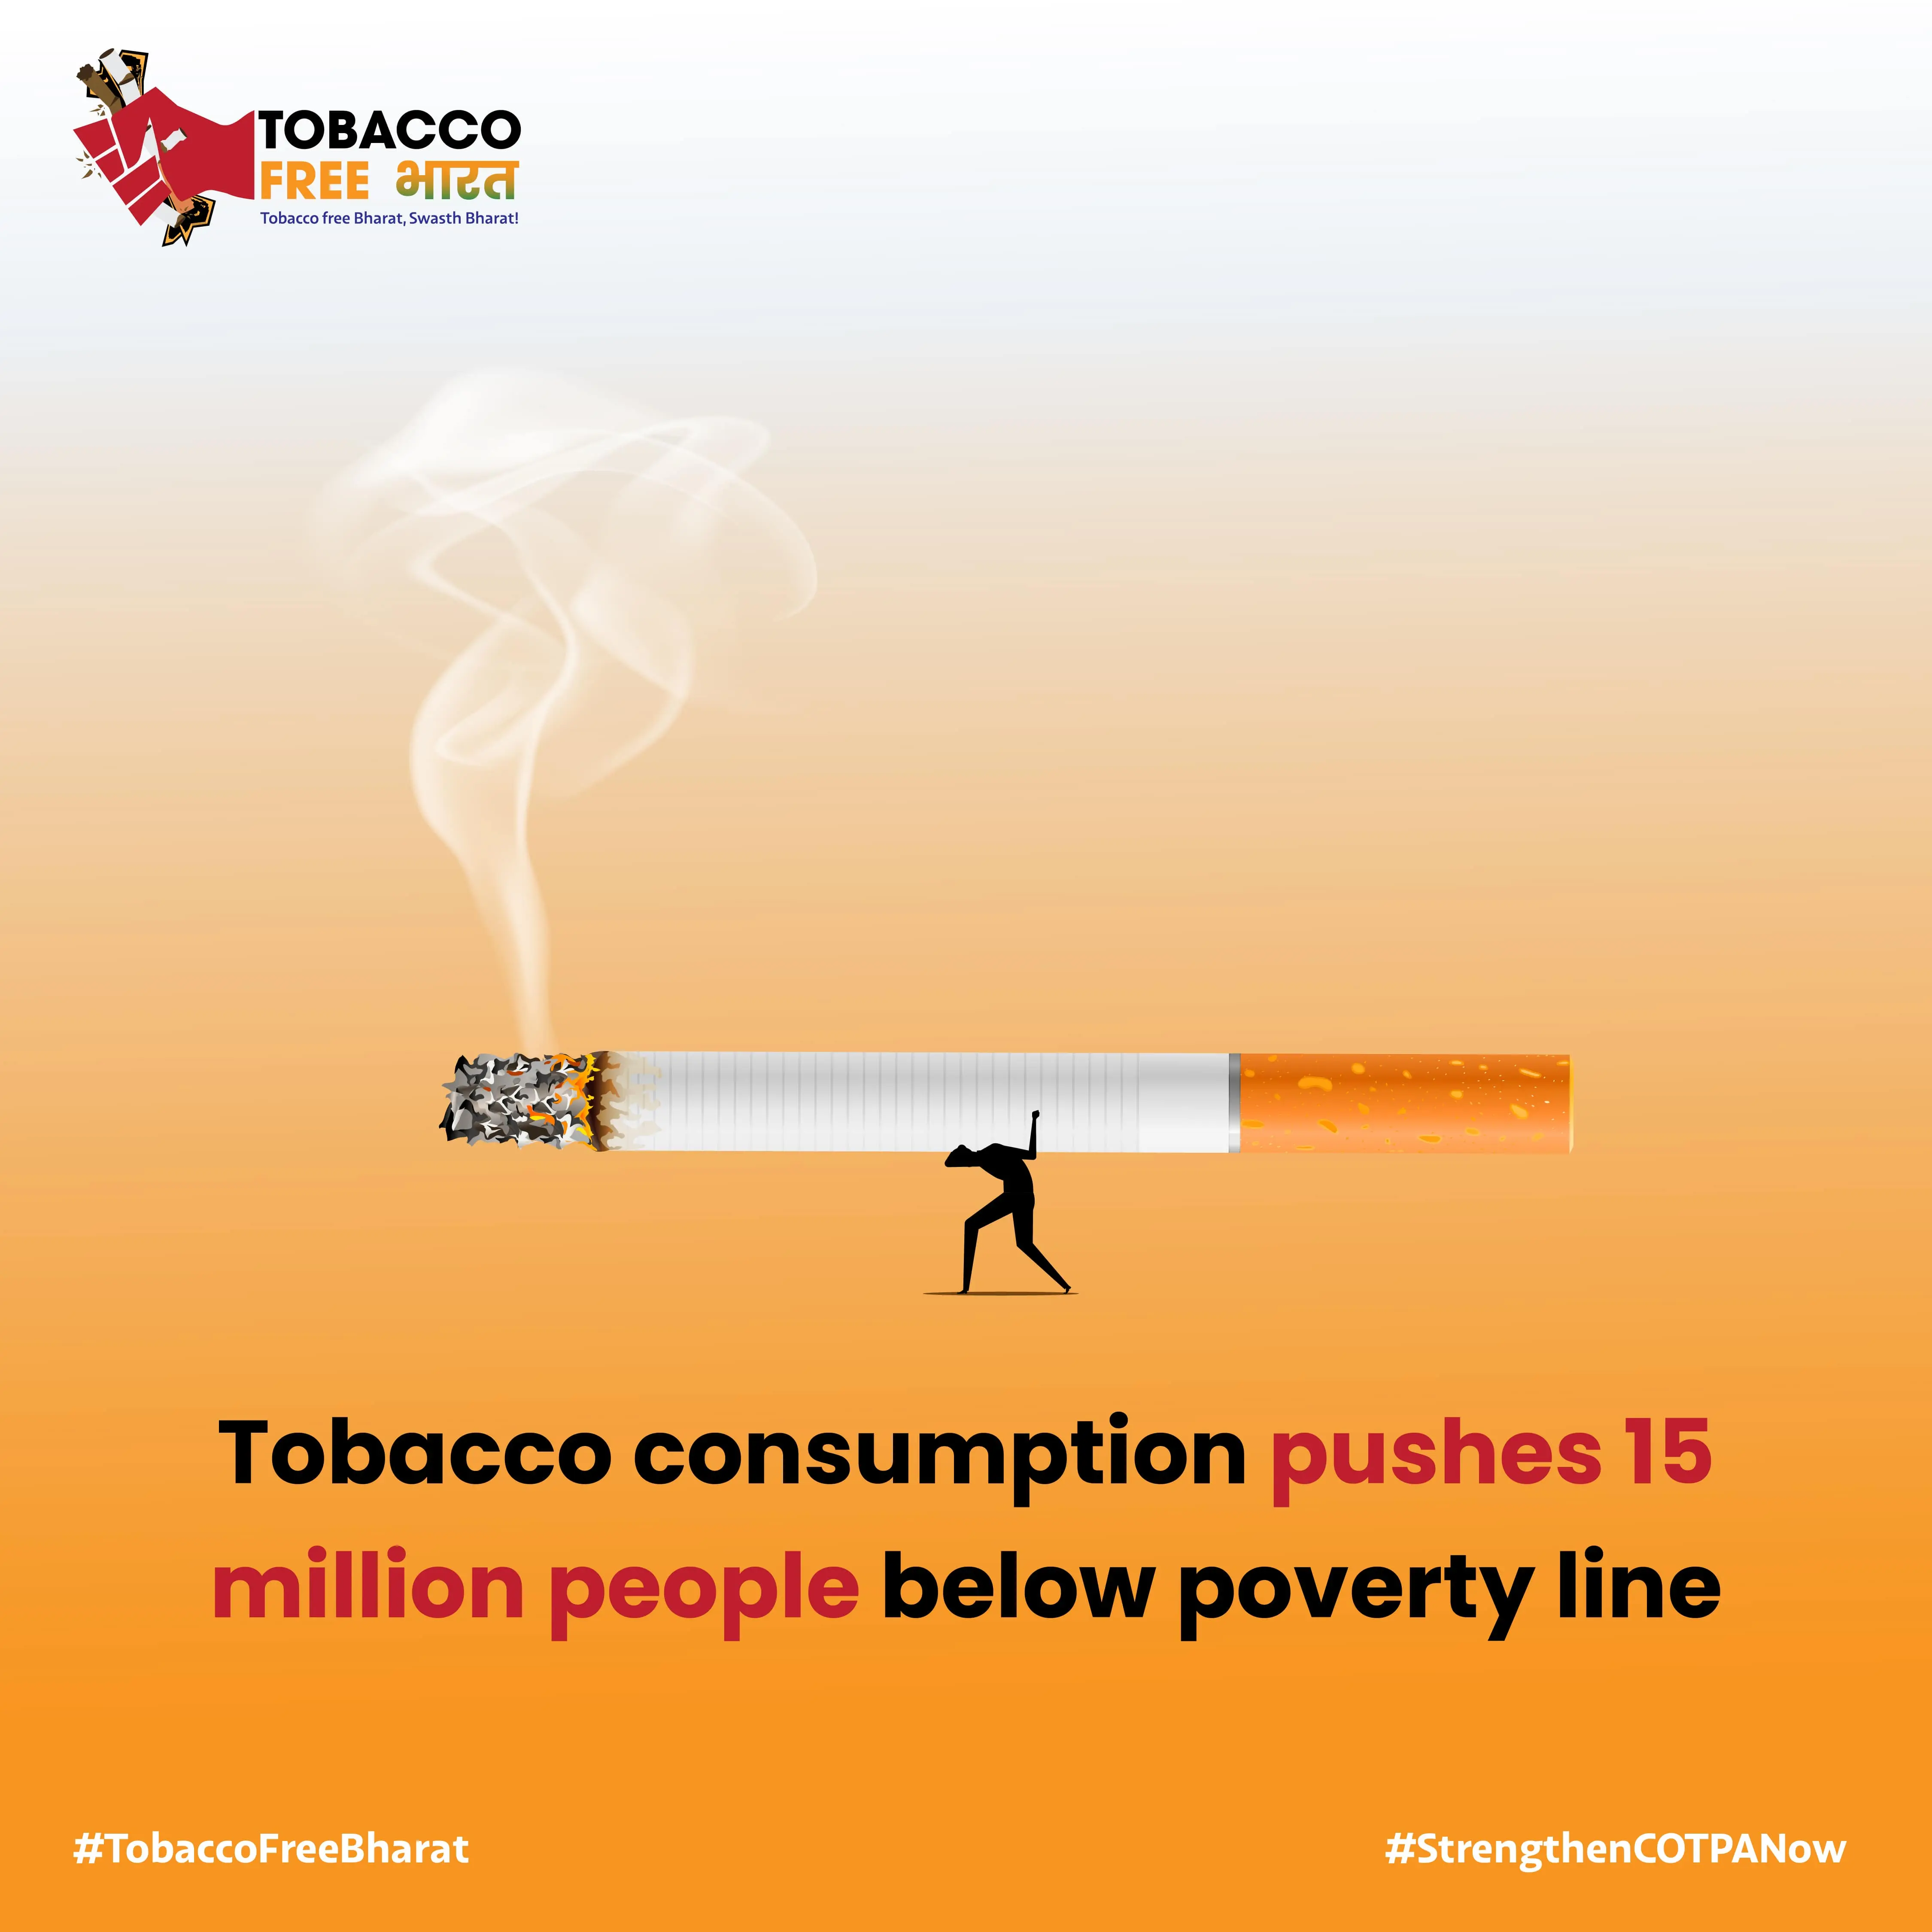 TOBACCO
FREE भारत
Tobacco free Bharat, Swasth Bharat!
Tobacco consumption pushes 15
million people below poverty line
#TobaccoFreeBharat
#StrengthenCOTPANow